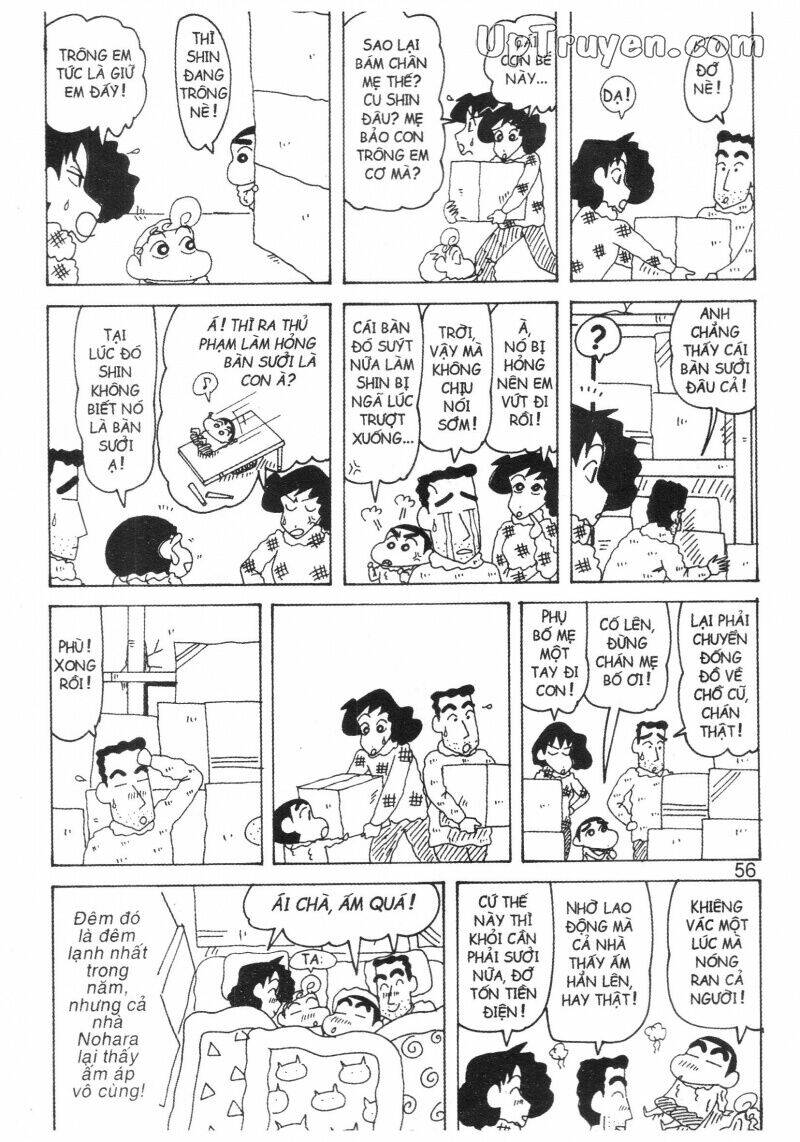 UpTruyen.com
ĐỠ
NÈ!
DẠ!
CON BÉ
NÀY...
SAO LẠI
BÁM CHÂN
MẸ THẾ?
CU SHIN
ĐÂU? MẸ
BẢO CON
TRÔNG EM
CƠ MÀ?
THÌ
SHIN
ĐANG
TRÔNG
NÈ!
TRÔNG EM
TỨC LÀ GIỮ
EM ĐẤY!
ANH
CHẲNG
THẤY CÁI
BÀN SƯỞI
ĐÂU CẢ!
?
À,
NÓ BỊ
HỎNG
NÊN EM
VỨT ĐI
RỒI!
TRỜI,
VẬY MÀ
KHÔNG
CHỊU
NÓI
SỚM!
CÁI BÀN
ĐÓ SUÝT
NỮA LÀM
SHIN BỊ
NGÃ LÚC
TRƯỢT
XUỐNG...
Á! THÌ RA THỦ
PHẠM LÀM HỎNG
BÀN SƯỞI LÀ
CON À?
TẠI
LÚC ĐÓ
SHIN
KHÔNG
BIẾT NÓ
LÀ BÀN
SƯỞI
Ạ!
LẠI PHẢI
CHUYỂN
ĐỐNG
ĐỒ VỀ
CHỖ CŨ,
CHÁN
THẬT!
CỐ LÊN,
ĐỪNG
CHÁN MẸ
BỐ ƠI!
PHỤ
BỐ MẸ
MỘT
TAY ĐI
CON!
PHÙ!
XONG
RỒI!
56
KHIÊNG
VÁC MỘT
LÚC MÀ
NÓNG
RAN CẢ
NGƯỜI!
NHỜ LAO
ĐỘNG MÀ
CẢ NHÀ
THẤY ẤM
HẲN LÊN,
HAY THẬT!
CỨ THẾ
NÀY THÌ
KHỎI CẦN
PHẢI SƯỞI
NỮA, ĐỠ
TỐN TIỀN
ĐIỆN!
ÁI CHÀ, ẤM QUÁ!
TA:
Đêm đó
là đêm
lạnh nhất
trong
năm,
nhưng cả
nhà
Nohara
lại thấy
ấm áp
vô cùng!